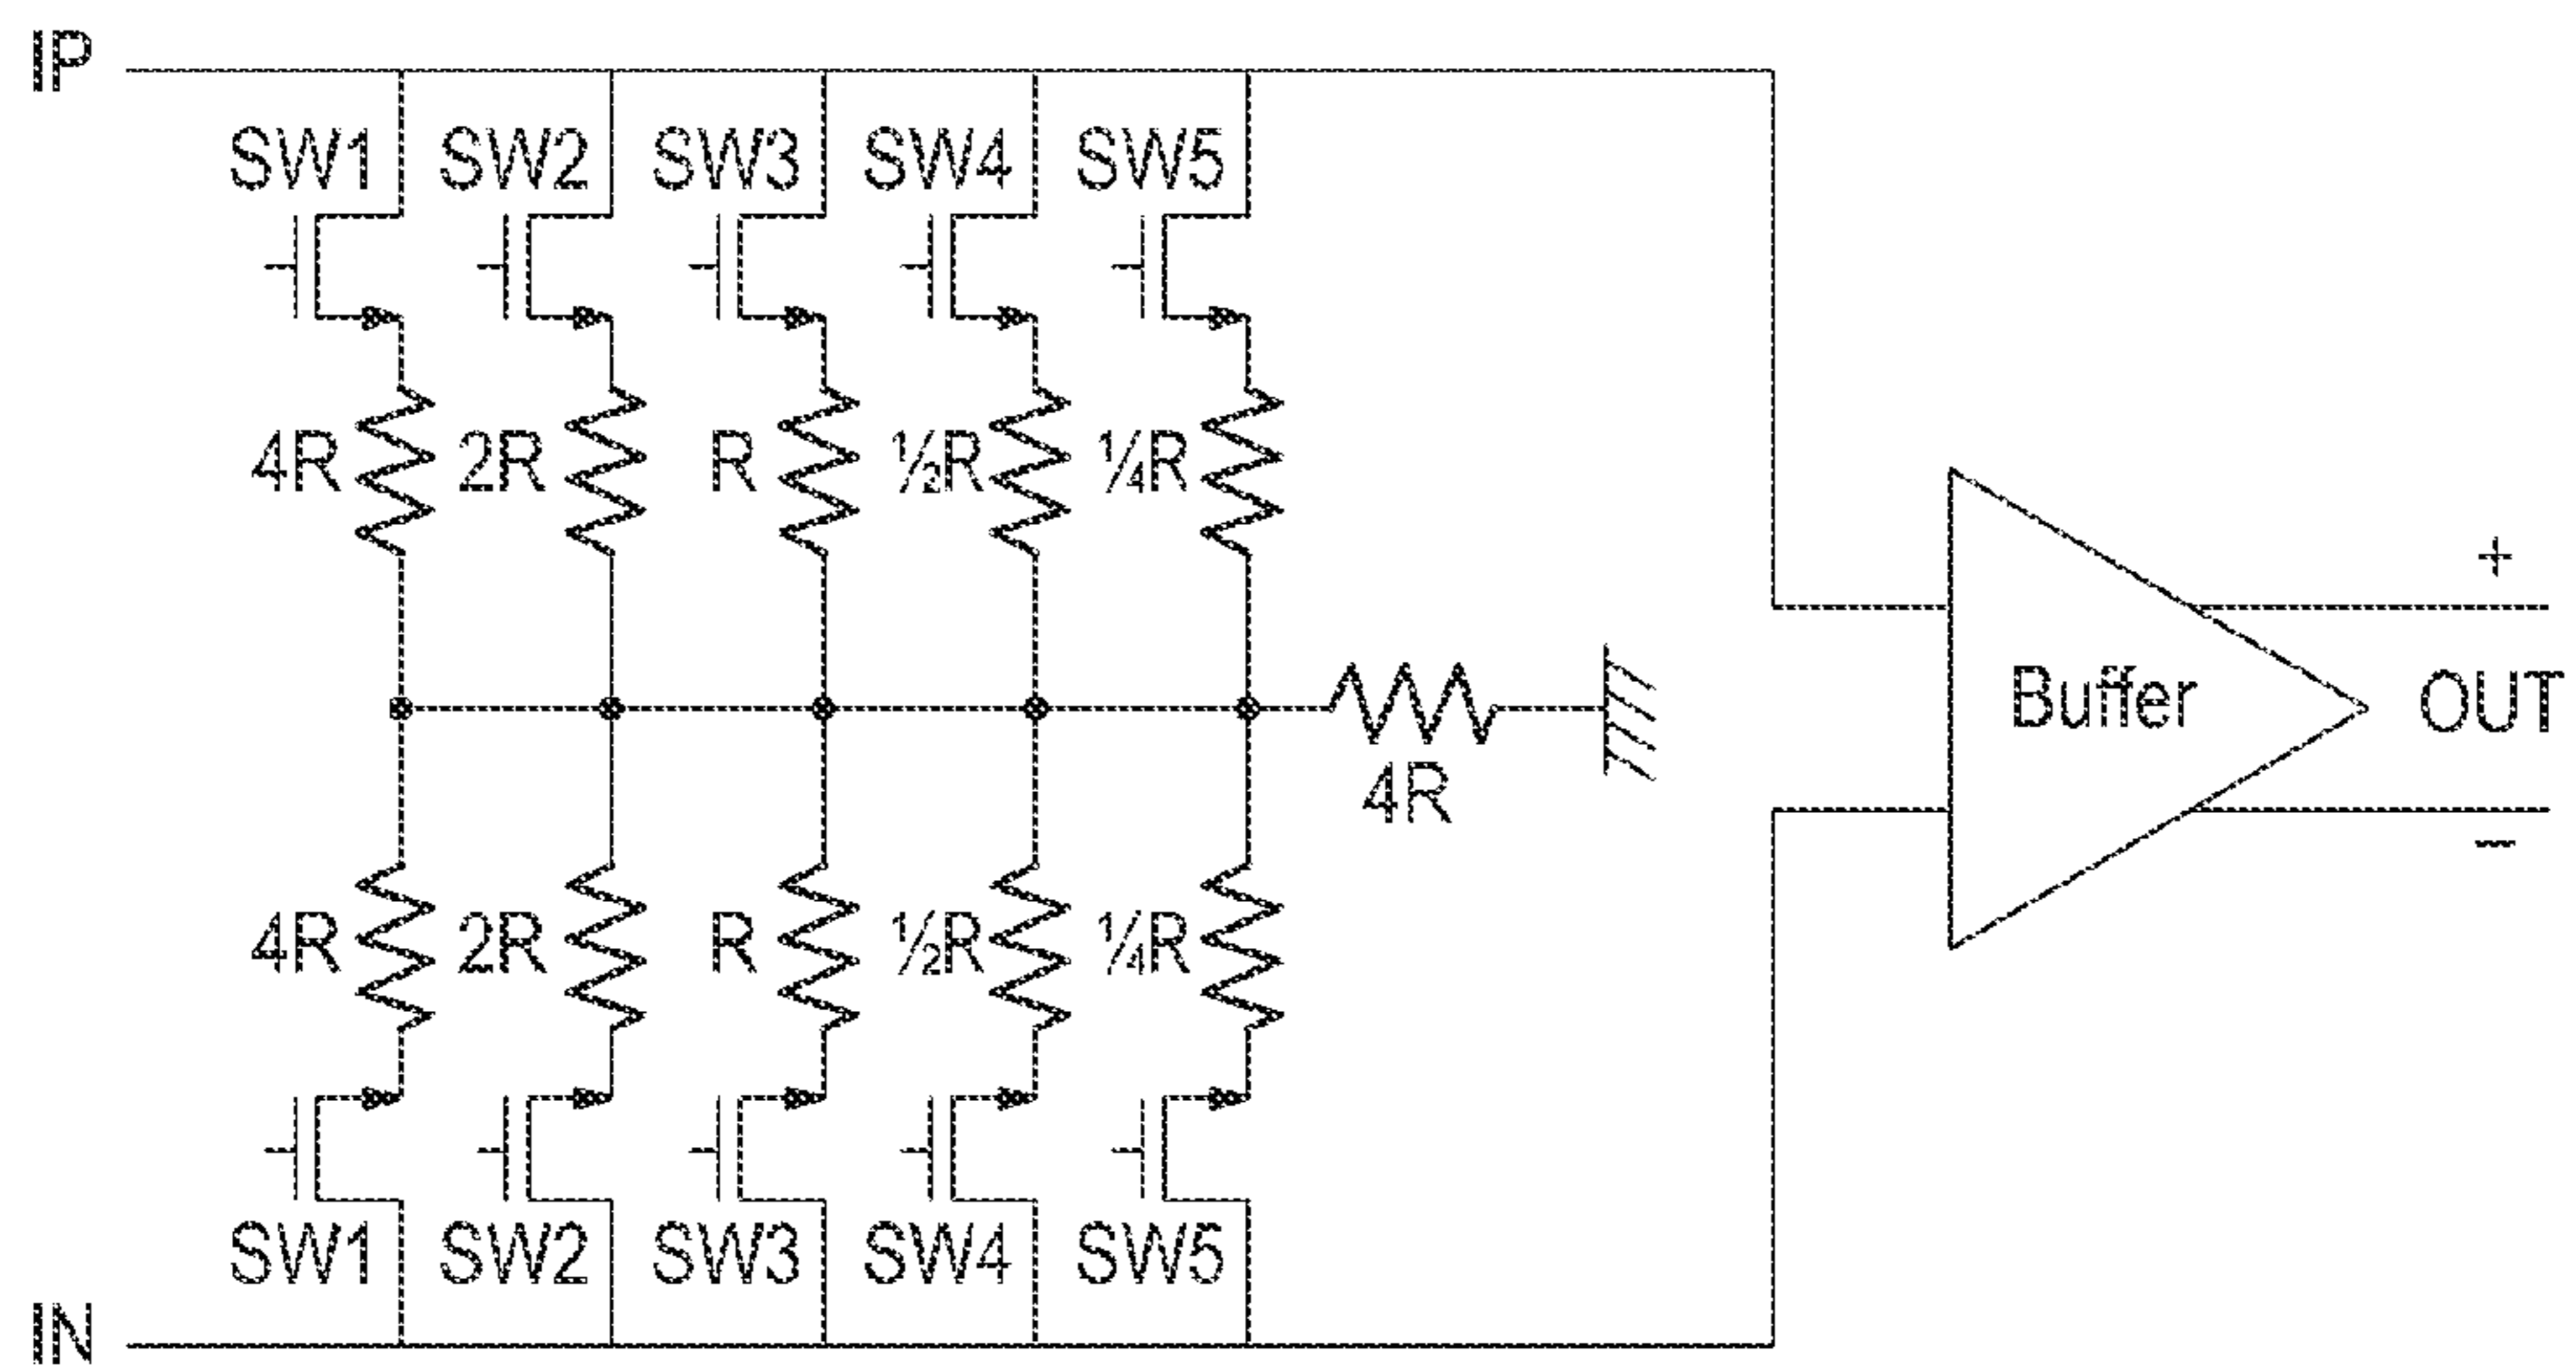 IP
SW1 SW2 SW3 SW4 SW5
4R 2R R ½R ¼R
+
Buffer OUT
4R
−
4R 2R R ½R ¼R
SW1 SW2 SW3 SW4 SW5
IN